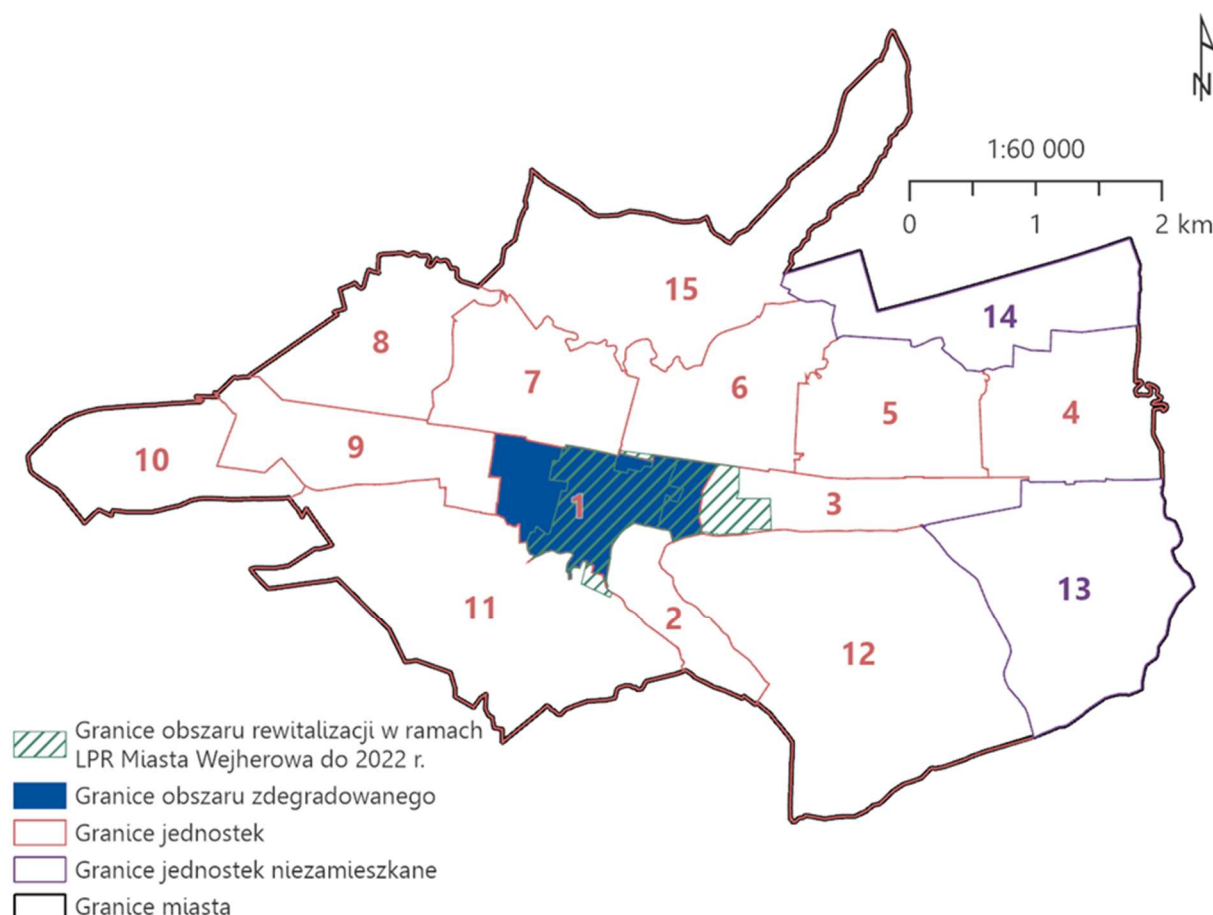 N
1:60 000
0 1 2 km
15
14
8
7
6
5
4
10
9
1
3
13
11
2
12
Granice obszaru rewitalizacji w ramach
LPR Miasta Wejherowa do 2022 r.
Granice obszaru zdegradowanego
Granice jednostek
Granice jednostek niezamieszkane
Granice miasta